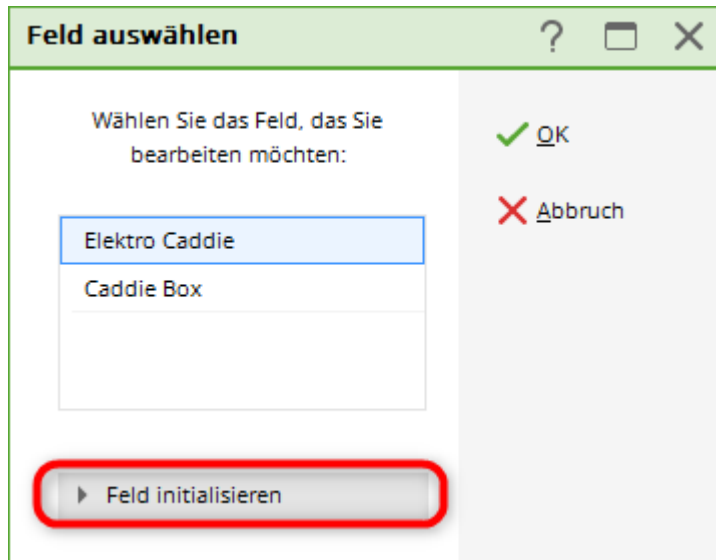 Feld auswählen
Wählen Sie das Feld, das Sie
bearbeiten möchten:
OK
Abbruch
Elektro Caddie
Caddie Box
Feld initialisieren